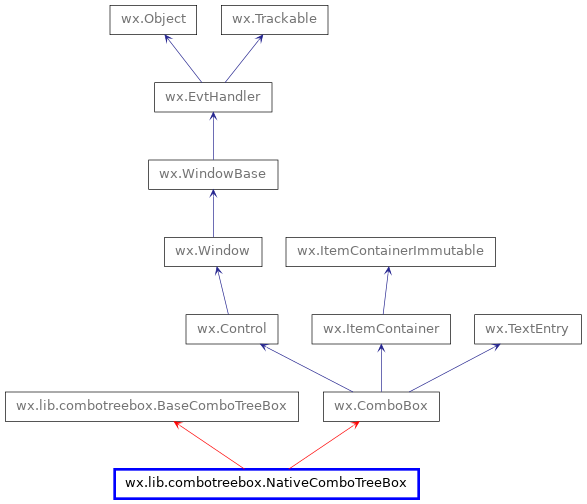 wx.Object
wx.Trackable
wx.EvtHandler
wx.WindowBase
wx.Window
wx.ItemContainerImmutable
wx.Control
wx.ItemContainer
wx.TextEntry
wx.lib.combotreebox.BaseComboTreeBox
wx.ComboBox
wx.lib.combotreebox.NativeComboTreeBox